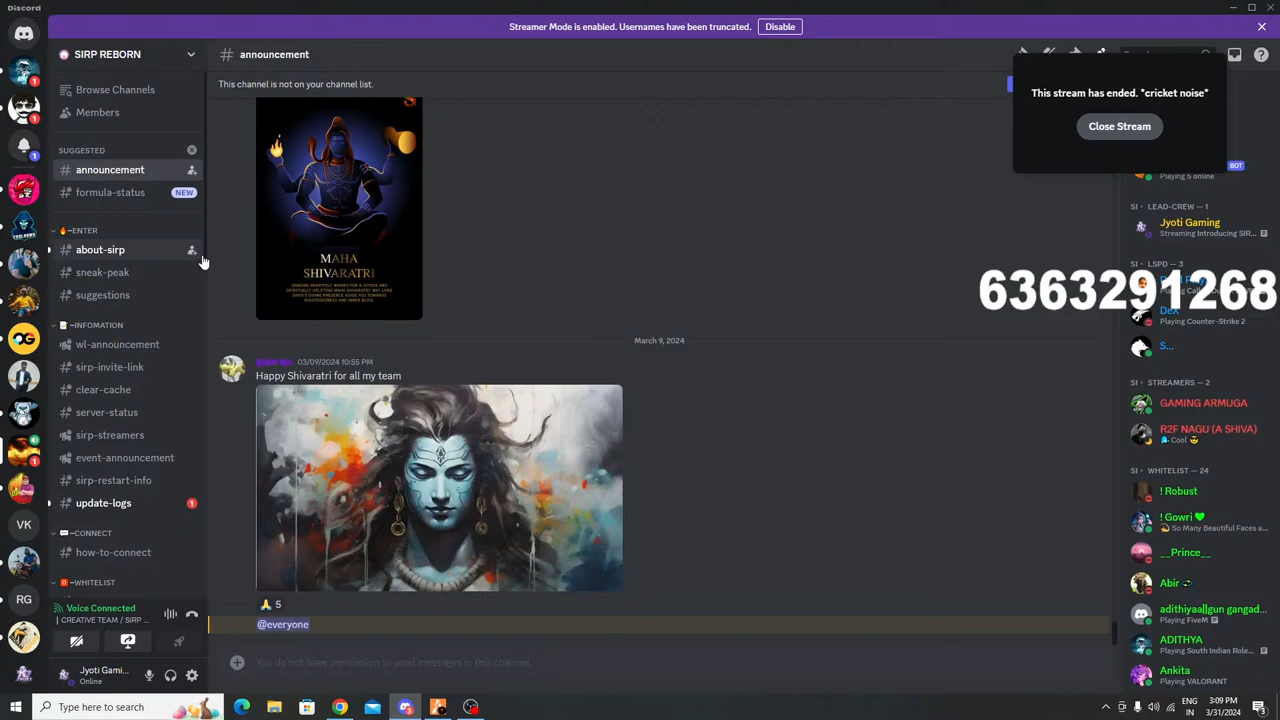 Discord
Streamer Mode is enabled. Usernames have been truncated.
Disable
SIRP REBORN
announcement
This channel is not on your channel list.
This stream has ended. *cricket noise*
Close Stream
BOT
Browse Channels
Members
SUGGESTED
announcement
formula-status
NEW
ENTER
about-sirp
sneak-peak
suggestions
INFOMATION
wl-announcement
sirp-invite-link
clear-cache
server-status
sirp-streamers
event-announcement
sirp-restart-info
update-logs
1
CONNECT
how-to-connect
WHITELIST
VK
RG
OG
Voice Connected
CREATIVE TEAM / SIRP ...
Jyoti Gami...
Online
MAHA
SHIVARATRI
March 9, 2024
03/09/2024 10:55 PM
Happy Shivaratri for all my team
5
@everyone
You do not have permission to send messages in this channel.
Playing 5 online
SI • LEAD-CREW — 1
Jyoti Gaming
Streaming Introducing SIR...
SI • LSPD — 3
6363291268
DeX
Playing Counter-Strike 2
S...
SI • STREAMERS — 2
GAMING ARMUGA
R2F NAGU (A SHIVA)
Cool
SI • WHITELIST — 24
! Robust
! Gowri
So Many Beautiful Faces a...
__Prince__
Abir
adithiyaa||gun gangad...
Playing FiveM
ADITHYA
Playing South Indian Role...
Ankita
Playing VALORANT
Type here to search
ENG
IN
3:09 PM
3/31/2024